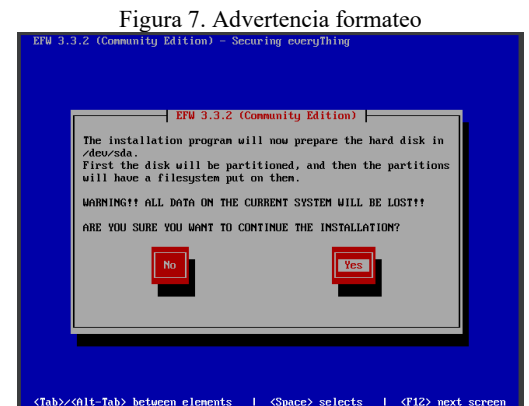 Figura 7. Advertencia formateo
EFW 3.3.2 (Community Edition) - Securing everyThing
EFW 3.3.2 (Community Edition)
The installation program will now prepare the hard disk in
/dev/sda.
First the disk will be partitioned, and then the partitions
will have a filesystem put on them.
WARNING!! ALL DATA ON THE CURRENT SYSTEM WILL BE LOST!!
ARE YOU SURE YOU WANT TO CONTINUE THE INSTALLATION?
No Yes
<Tab>/<Alt-Tab> between elements | <Space> selects | <F12> next screen